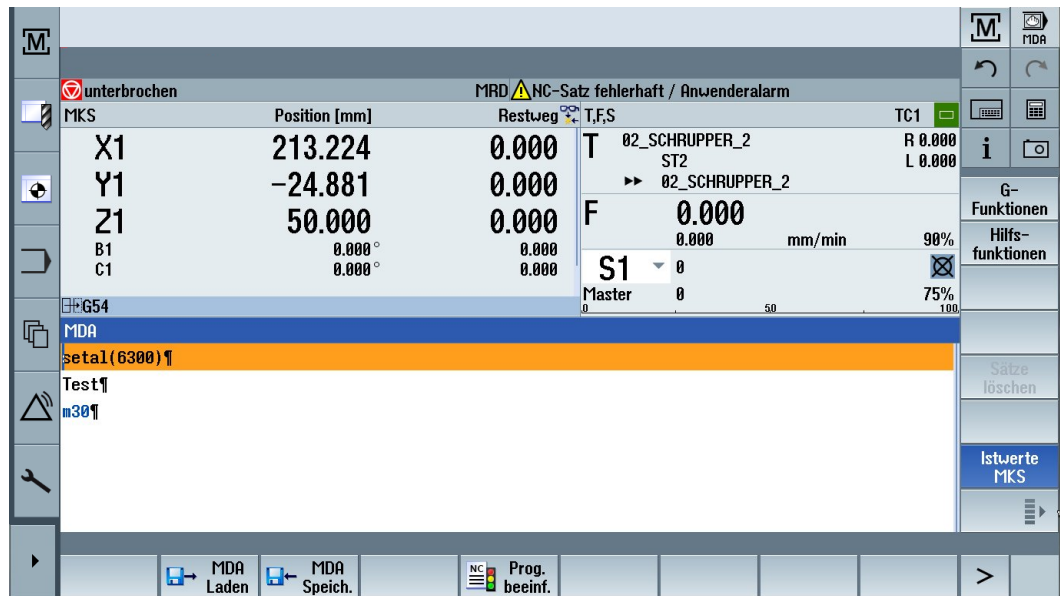 M
M
MDA
unterbrochen MRD NC-Satz fehlerhaft / Anwenderalarm
MKS Position [mm] Restweg
X1 213.224 0.000
Y1 -24.881 0.000
Z1 50.000 0.000
B1 0.000° 0.000
C1 0.000° 0.000
G54
T,F,S TC1
T 02_SCHRUPPER_2 R 0.000
ST2 L 0.000
02_SCHRUPPER_2
F 0.000
0.000 mm/min 90%
S1 0
Master 0 75%
0 50 100
MDA
setal(6300)¶
Test¶
m30¶
i
G-
Funktionen
Hilfs-
funktionen
Sätze
löschen
Istwerte
MKS
MDA
Laden
MDA
Speich.
NC
Prog.
beeinf.
>